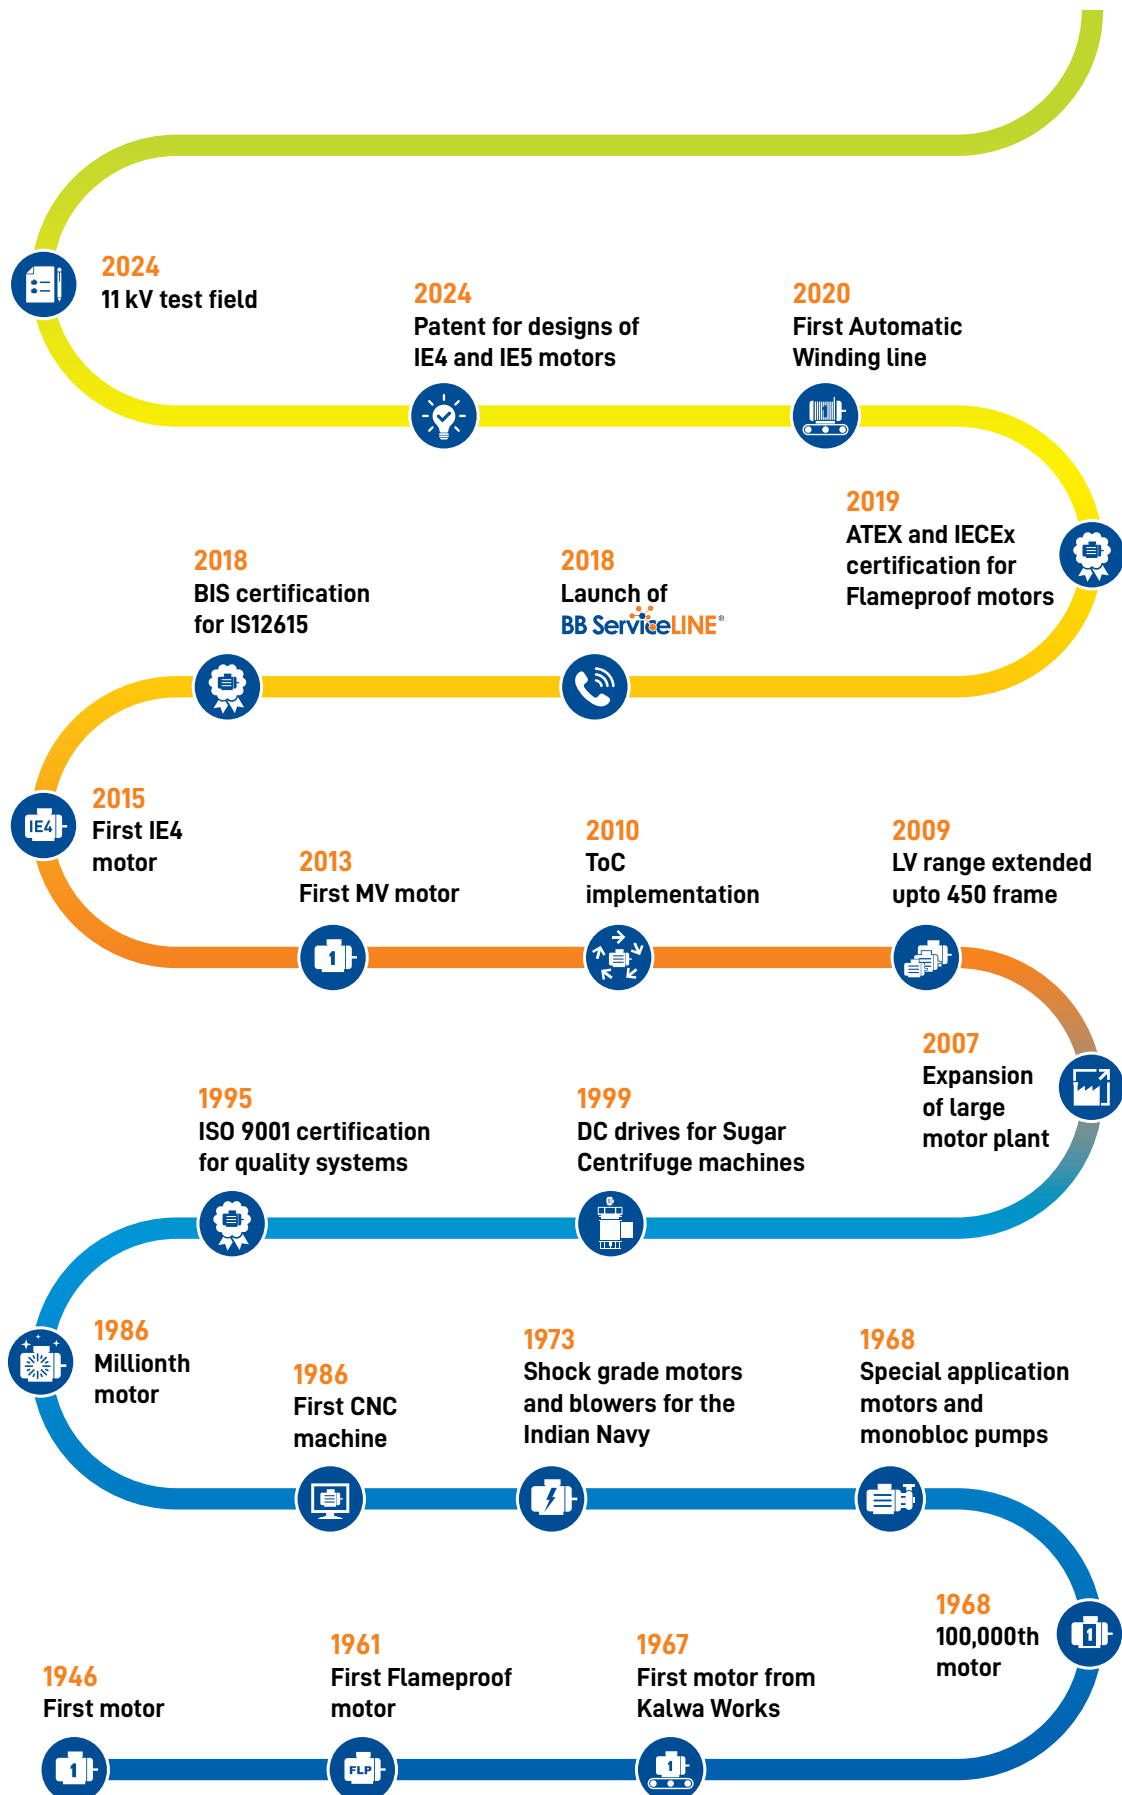 2024
11 kV test field
2024
Patent for designs of
IE4 and IE5 motors
2020
First Automatic
Winding line
1
2019
ATEX and IECEx
certification for
Flameproof motors
2018
BIS certification
for IS12615
2018
Launch of
BB ServiceLINE®
2015
First IE4
motor
IE4
2013
First MV motor
1
2010
ToC
implementation
2009
LV range extended
upto 450 frame
2007
Expansion
of large
motor plant
1995
ISO 9001 certification
for quality systems
1999
DC drives for Sugar
Centrifuge machines
1986
Millionth
motor
1986
First CNC
machine
1973
Shock grade motors
and blowers for the
Indian Navy
1968
Special application
motors and
monobloc pumps
1968
100,000th
motor
1
1946
First motor
1
1961
First Flameproof
motor
FLP
1967
First motor from
Kalwa Works
1